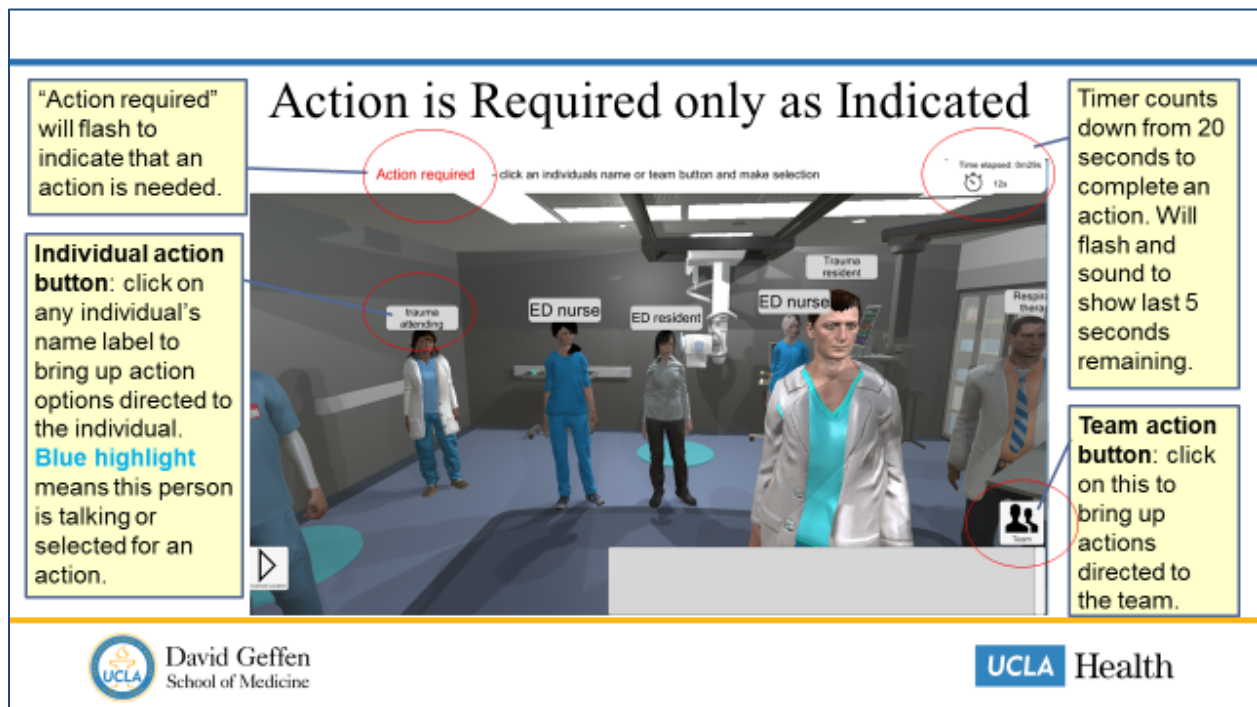 Action is Required only as Indicated
“Action required”
will flash to
indicate that an
action is needed.
Individual action
button: click on
any individual’s
name label to
bring up action
options directed to
the individual.
Blue highlight
means this person
is talking or
selected for an
action.
Action required - click an individuals name or team button and make selection
Time elapsed: 0m29s
12s
trauma
attending
ED nurse
ED resident
ED nurse
Trauma
resident
Team
Timer counts
down from 20
seconds to
complete an
action. Will
flash and
sound to
show last 5
seconds
remaining.
Team action
button: click
on this to
bring up
actions
directed to
the team.
UCLA
David Geffen
School of Medicine
UCLA Health